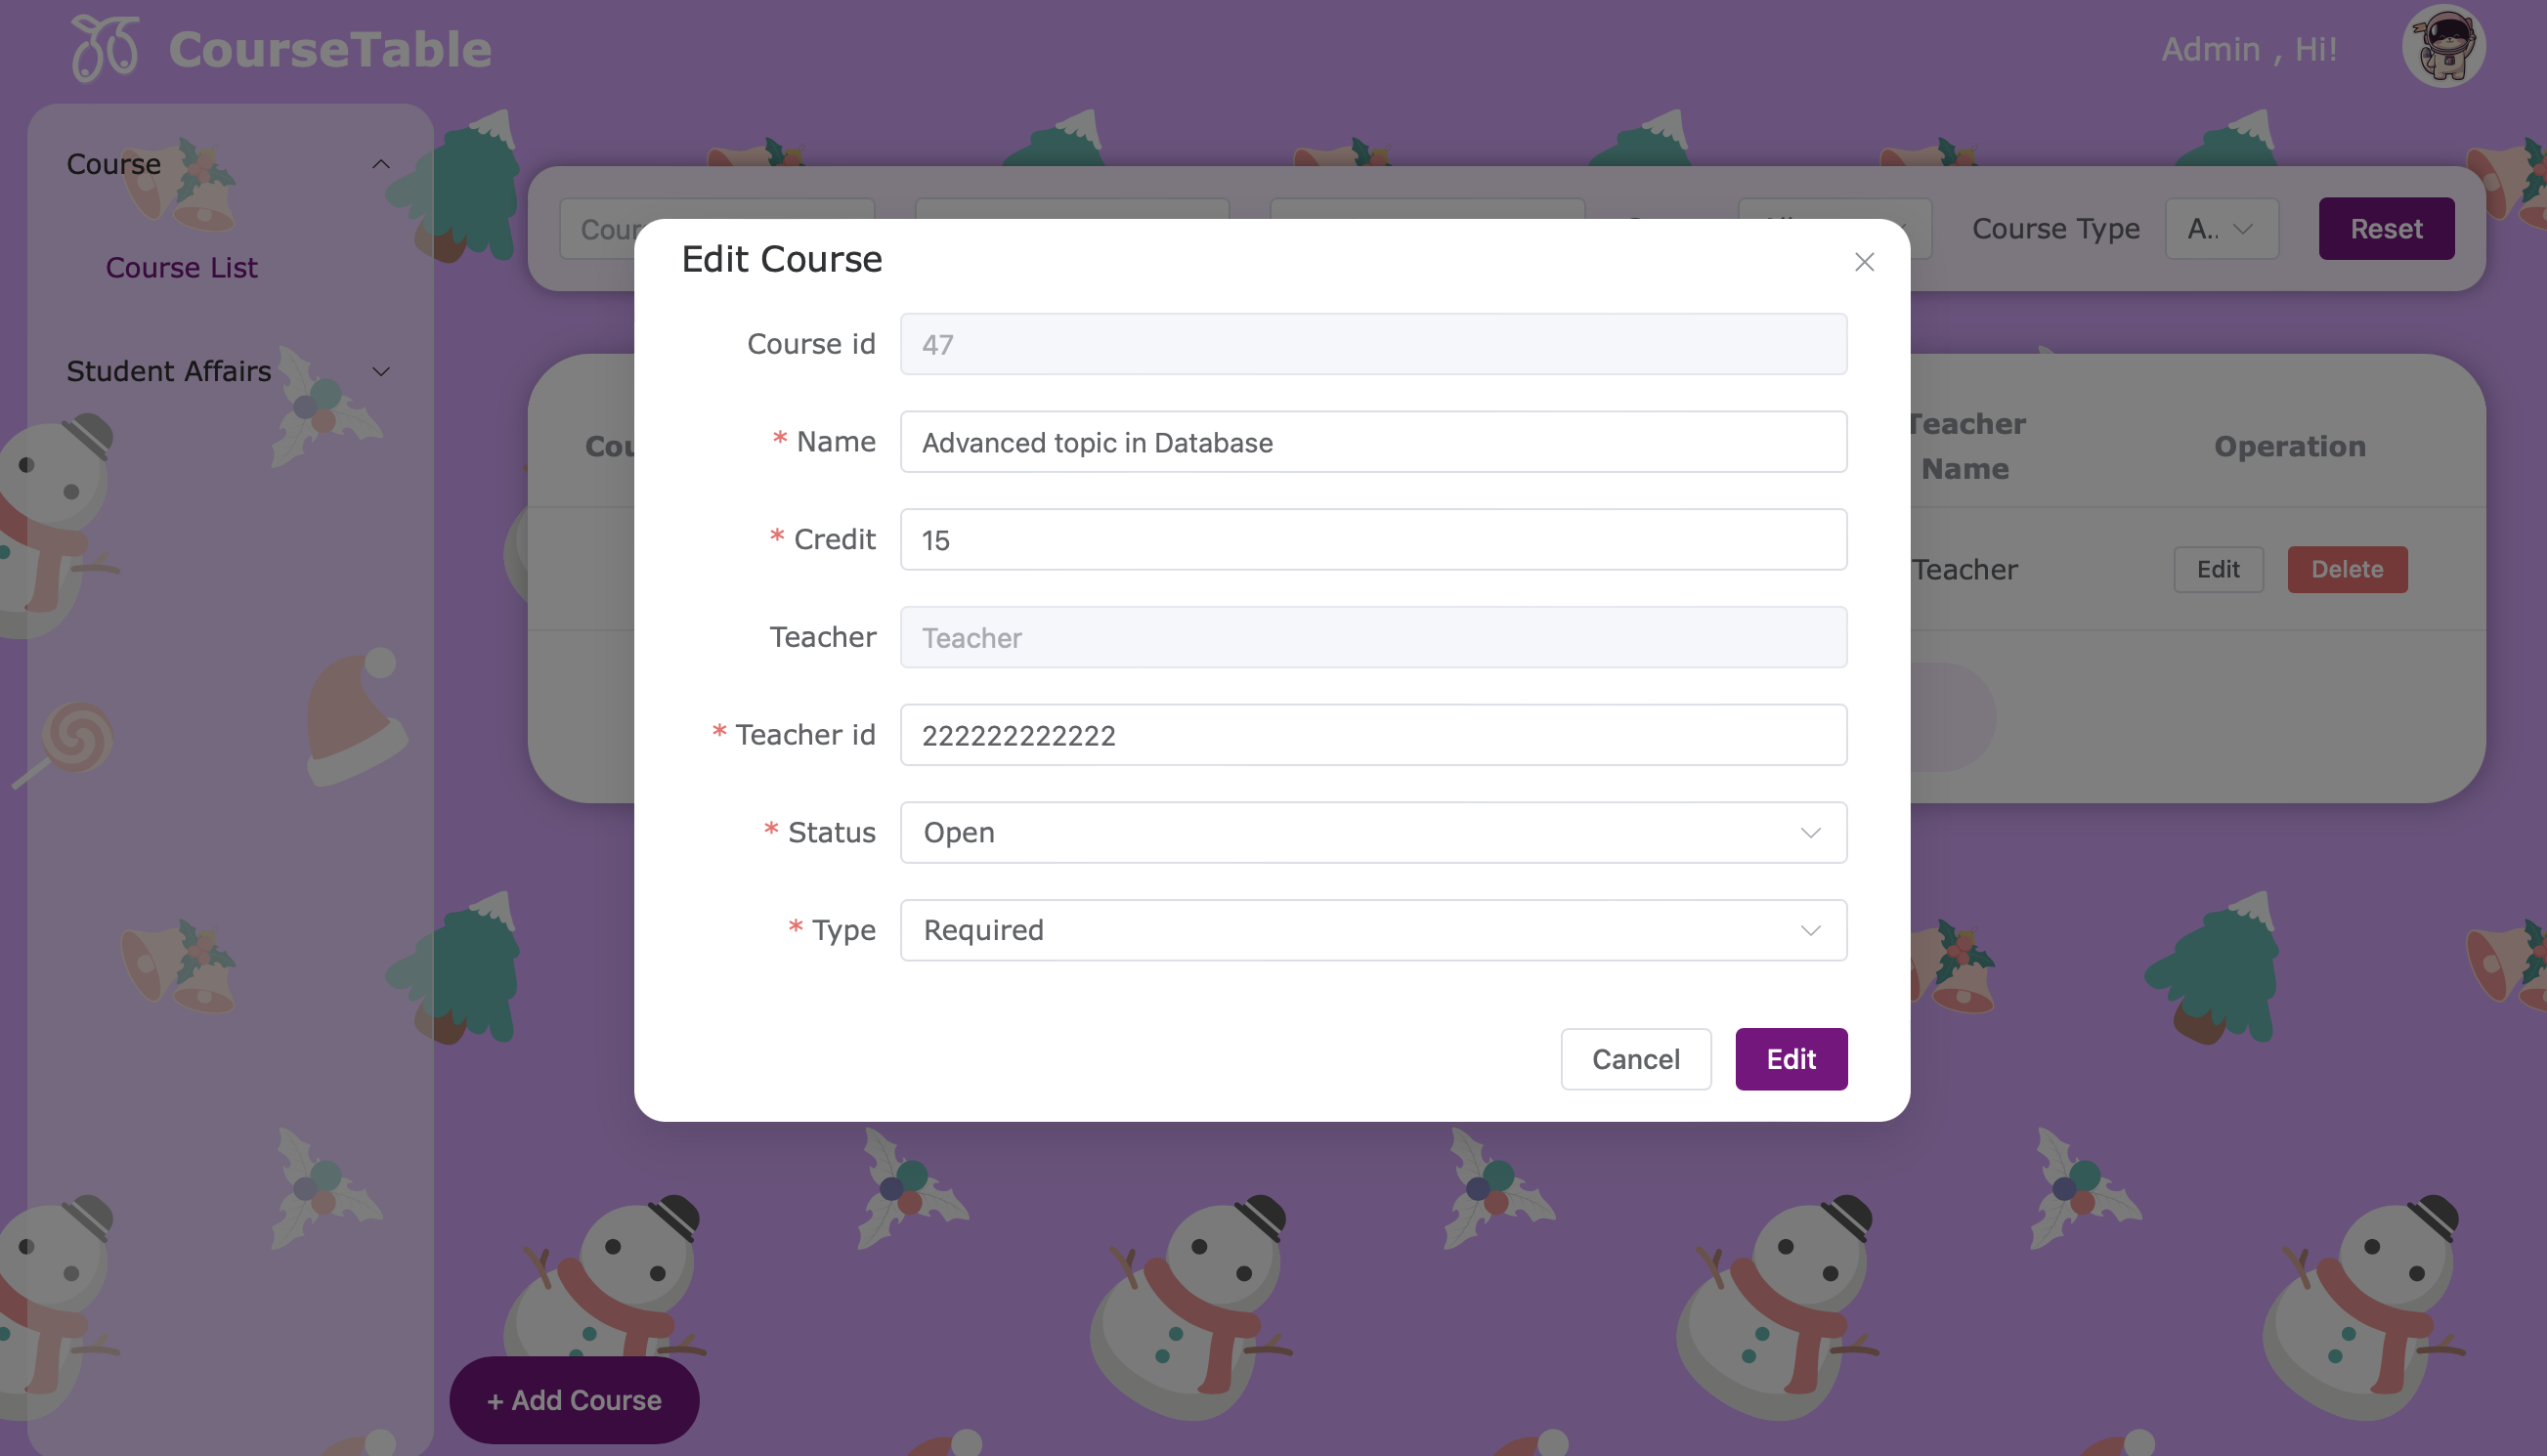 CourseTable
Admin , Hi!
Course
Course List
Student Affairs
Course Type
A..
Reset
Edit Course
Course id
47
* Name
Advanced topic in Database
* Credit
15
Teacher
Teacher
* Teacher id
222222222222
* Status
Open
* Type
Required
Cancel
Edit
Teacher
Name
Operation
Teacher
Edit
Delete
+ Add Course